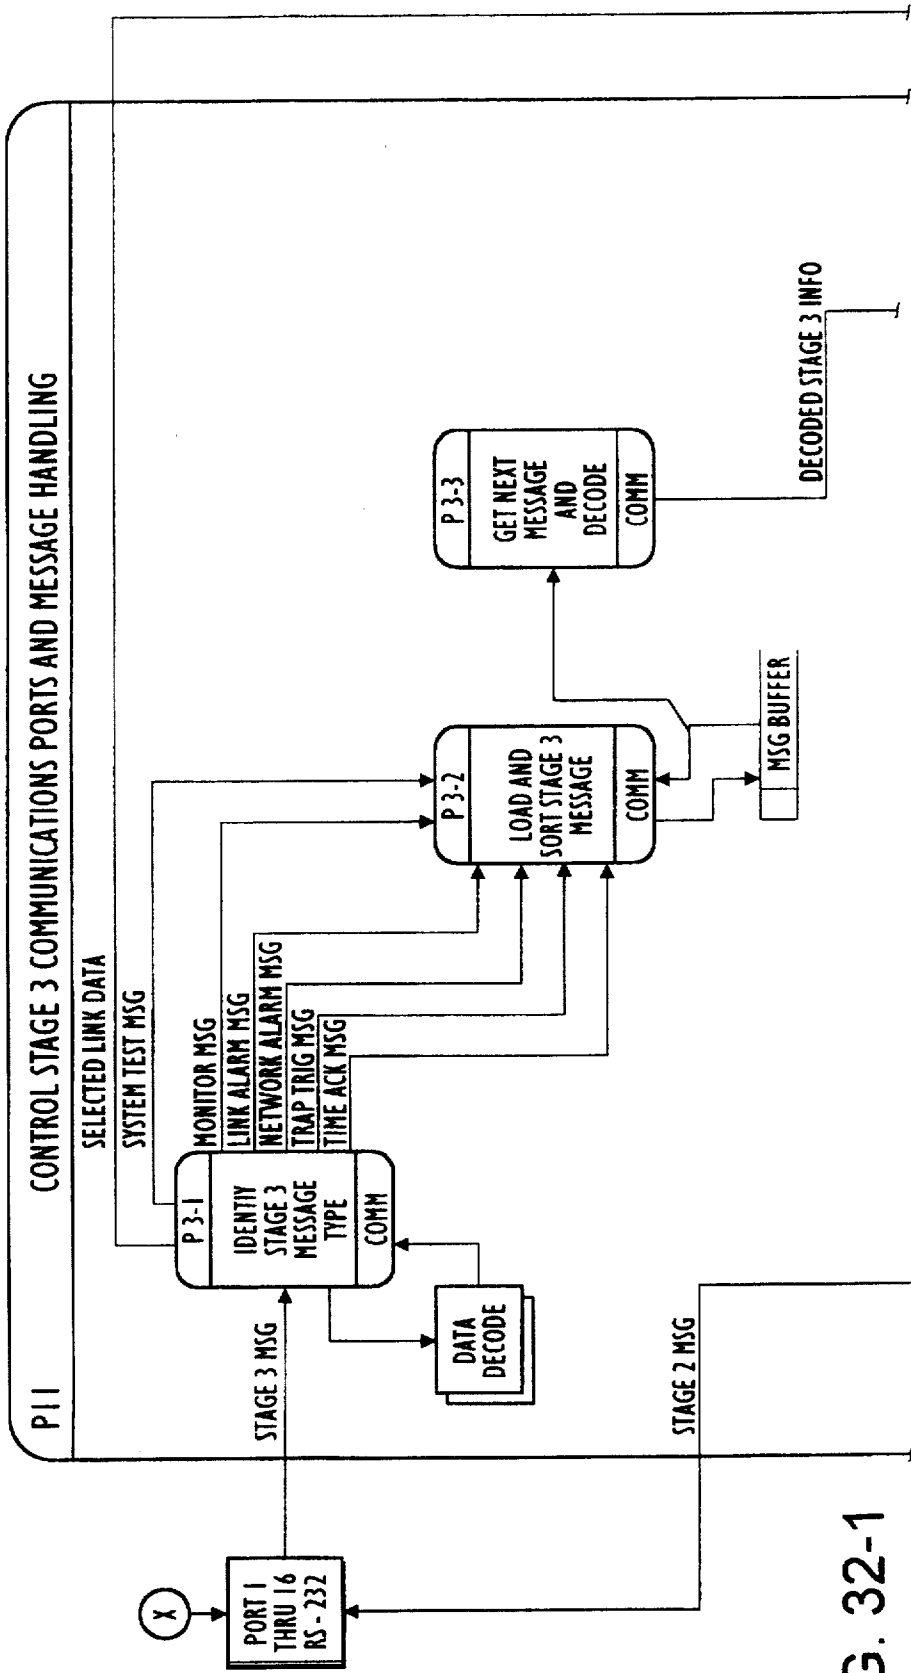 P11
CONTROL STAGE 3 COMMUNICATIONS PORTS AND MESSAGE HANDLING
SELECTED LINK DATA
SYSTEM TEST MSG
X
PORT 1
THRU 16
RS - 232
STAGE 3 MSG
P 3-1
IDENTIY
STAGE 3
MESSAGE
TYPE
COMM
MONITOR MSG
LINK ALARM MSG
NETWORK ALARM MSG
TRAP TRIG MSG
TIME ACK MSG
DATA
DECODE
P 3-2
LOAD AND
SORT STAGE 3
MESSAGE
COMM
P 3-3
GET NEXT
MESSAGE
AND
DECODE
COMM
STAGE 2 MSG
MSG BUFFER
DECODED STAGE 3 INFO
G. 32-1